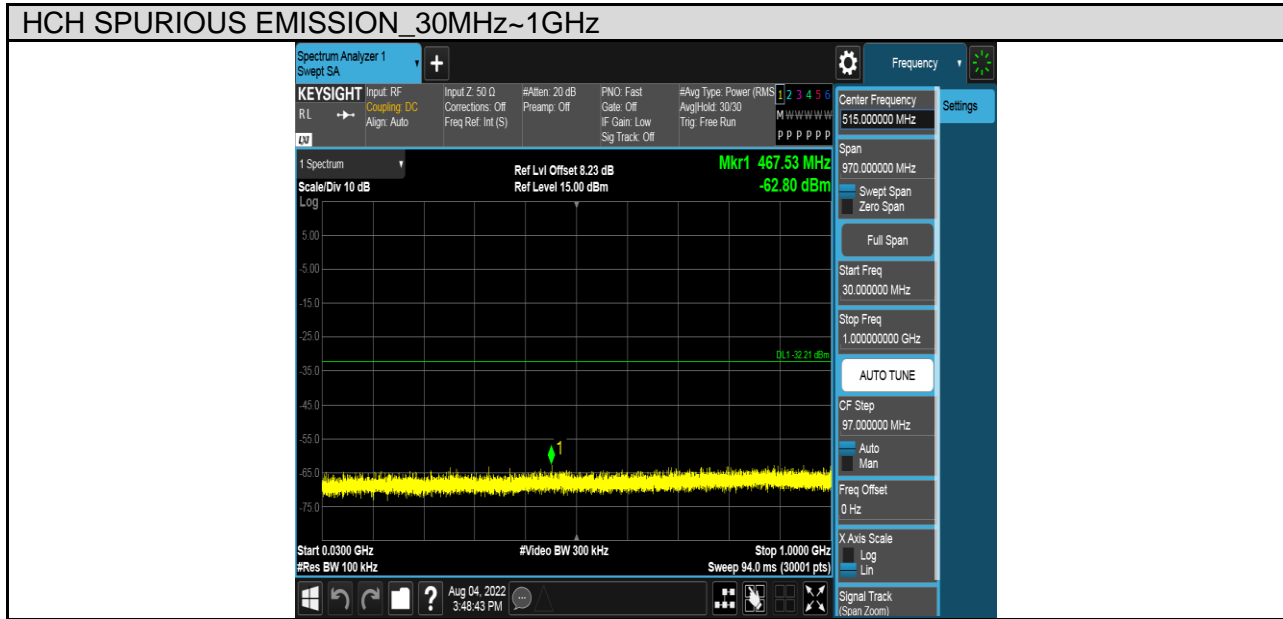 HCH SPURIOUS EMISSION_30MHz~1GHz
Spectrum Analyzer 1
Swept SA
Frequency
Settings
KEYSIGHT
RL
LXI
Input: RF
Coupling: DC
Align: Auto
Input Z: 50 Ω
Corrections: Off
Freq Ref: Int (S)
#Atten: 20 dB
Preamp: Off
PNO: Fast
Gate: Off
IF Gain: Low
Sig Track: Off
#Avg Type: Power (RMS
Avg|Hold: 30/30
Trig: Free Run
1 2 3 4 5 6
M W W W W W
P P P P P P
1 Spectrum
Scale/Div 10 dB
Log
Ref Lvl Offset 8.23 dB
Ref Level 15.00 dBm
Mkr1 467.53 MHz
-62.80 dBm
5.00
-5.00
-15.0
-25.0
DL1 -32.21 dBm
-35.0
-45.0
-55.0
1
-65.0
-75.0
Start 0.0300 GHz
#Res BW 100 kHz
#Video BW 300 kHz
Stop 1.0000 GHz
Sweep 94.0 ms (30001 pts)
Center Frequency
515.000000 MHz
Span
970.000000 MHz
Swept Span
Zero Span
Full Span
Start Freq
30.000000 MHz
Stop Freq
1.000000000 GHz
AUTO TUNE
CF Step
97.000000 MHz
Auto
Man
Freq Offset
0 Hz
X Axis Scale
Log
Lin
Signal Track
(Span Zoom)
?
Aug 04, 2022
3:48:43 PM